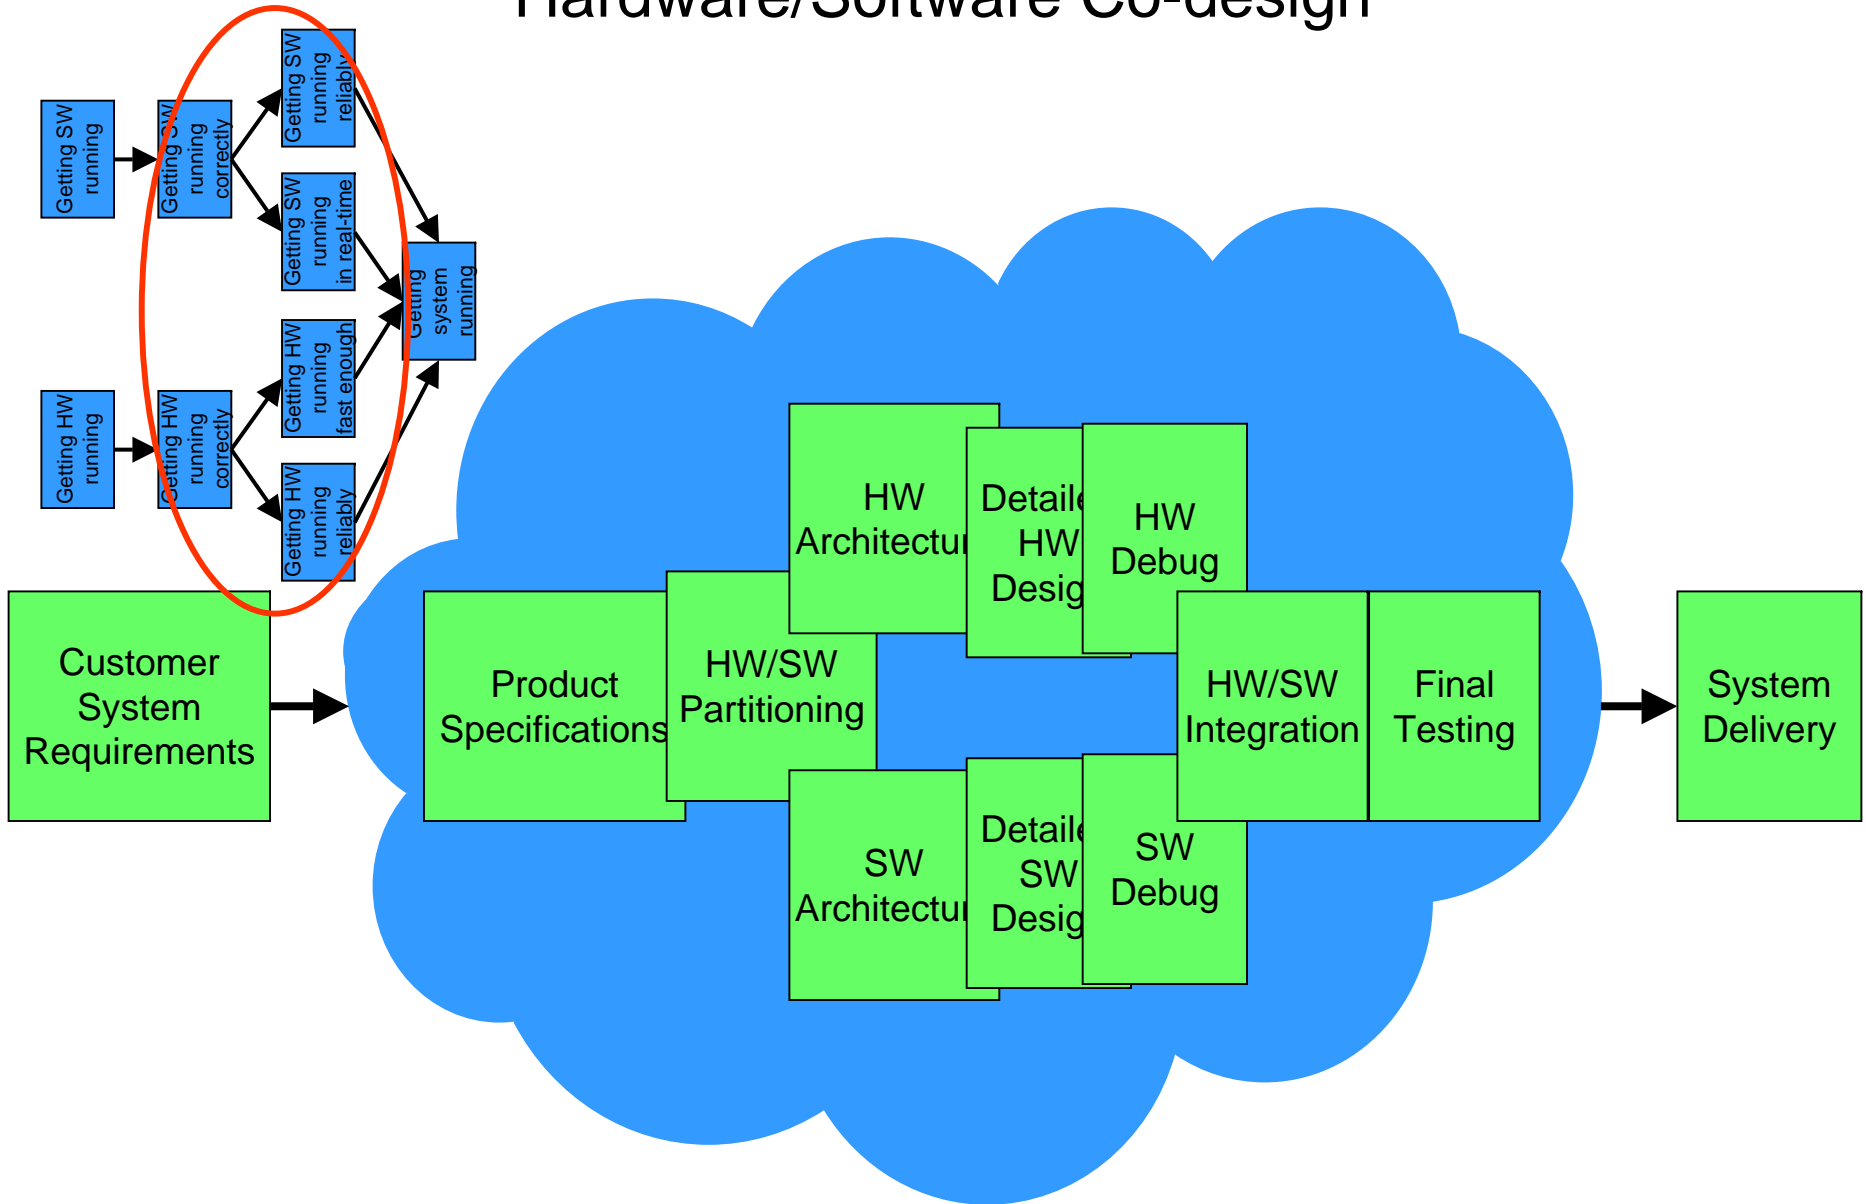 Hardware/Software Co-design
Getting SW
running
Getting SW
running
correctly
Getting SW
running
reliably
Getting SW
running
in real-time
Getting HW
running
fast enough
Getting HW
running
reliably
Getting HW
running
Getting HW
running
correctly
Getting
system
running
Customer
System
Requirements
Product
Specifications
HW/SW
Partitioning
HW
Architectur
Detaile
HW
Desig
HW
Debug
SW
Architectur
Detaile
SW
Desig
SW
Debug
HW/SW
Integration
Final
Testing
System
Delivery